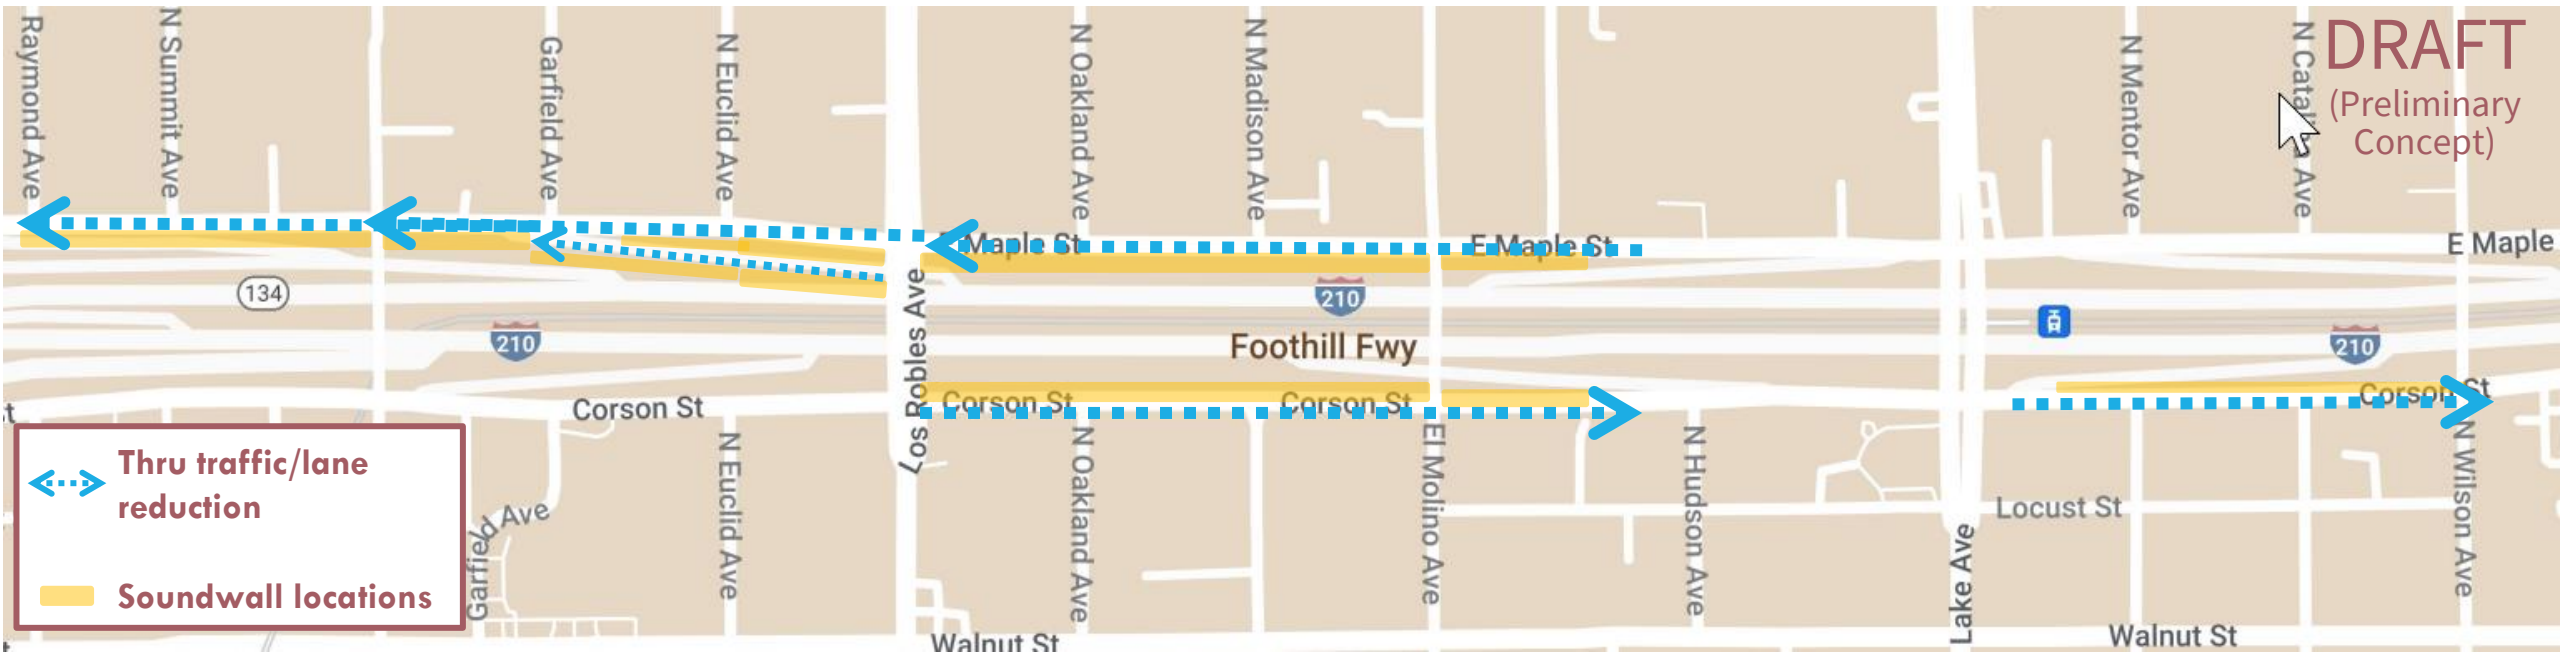 Raymond Ave
N Summit Ave
Garfield Ave
N Euclid Ave
N Oakland Ave
N Madison Ave
N Mentor Ave
N Catalina Ave
DRAFT
(Preliminary
Concept)
E Maple St
E Maple St
E Maple
134
210
Los Robles Ave
210
Foothill Fwy
210
Corson St
Corson St
Corson St
Corson St
t
Thru traffic/lane
reduction
Soundwall locations
Garfield Ave
Garfield
N Euclid Ave
N Oakland Ave
El Molino Ave
N Hudson Ave
Lake Ave
Locust St
N Wilson Ave
Walnut St
Walnut St
t